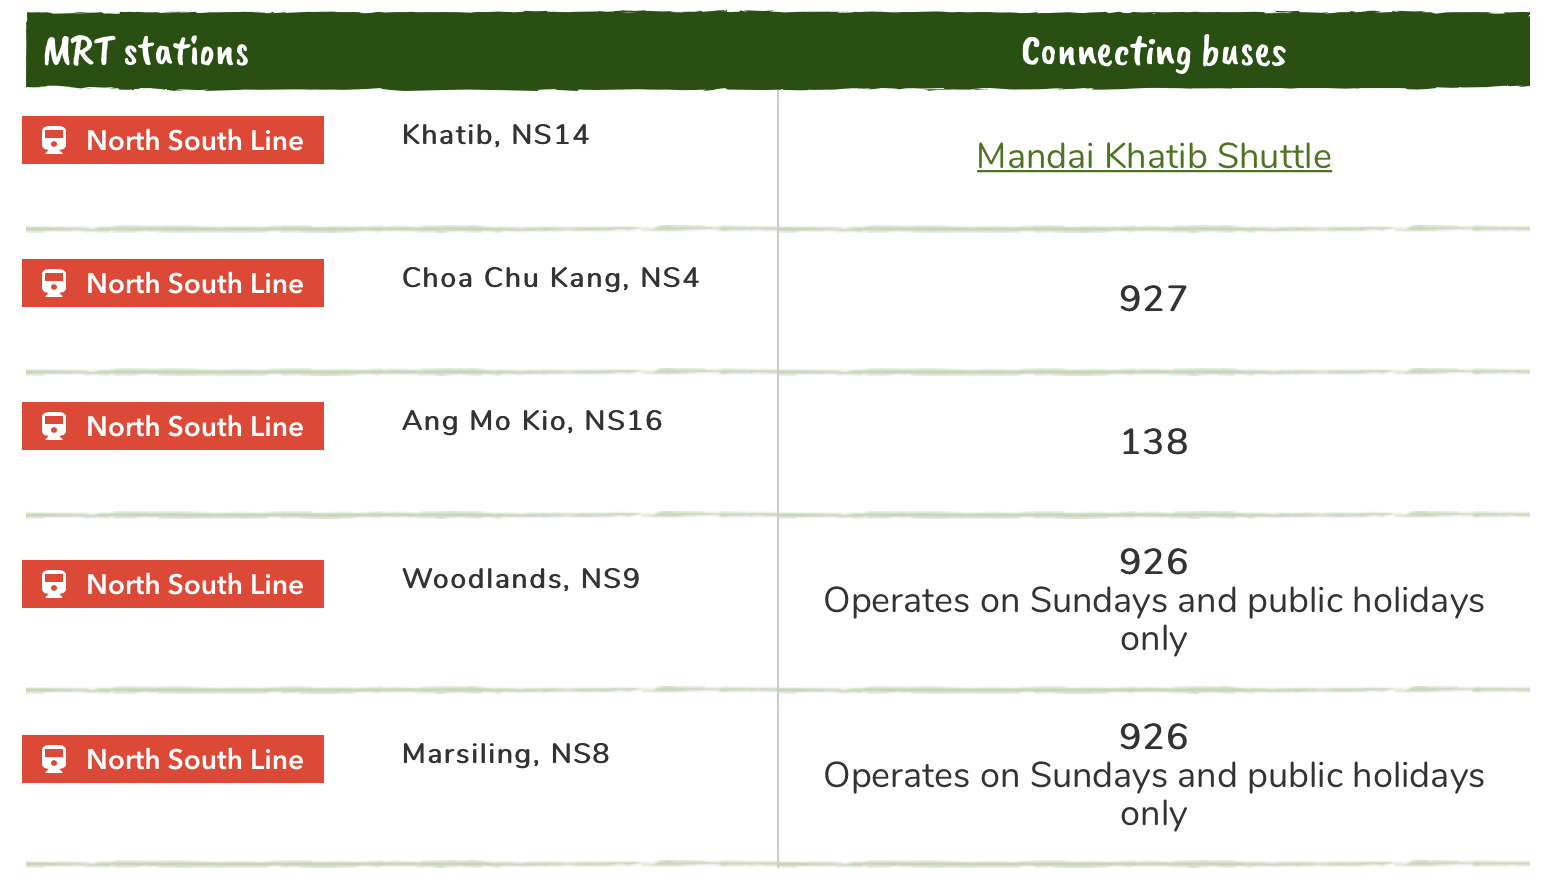 MRT stations
Connecting buses
North South Line
Khatib, NS14
Mandai Khatib Shuttle
North South Line
Choa Chu Kang, NS4
927
North South Line
Ang Mo Kio, NS16
138
North South Line
Woodlands, NS9
926
Operates on Sundays and public holidays
only
North South Line
Marsiling, NS8
926
Operates on Sundays and public holidays
only